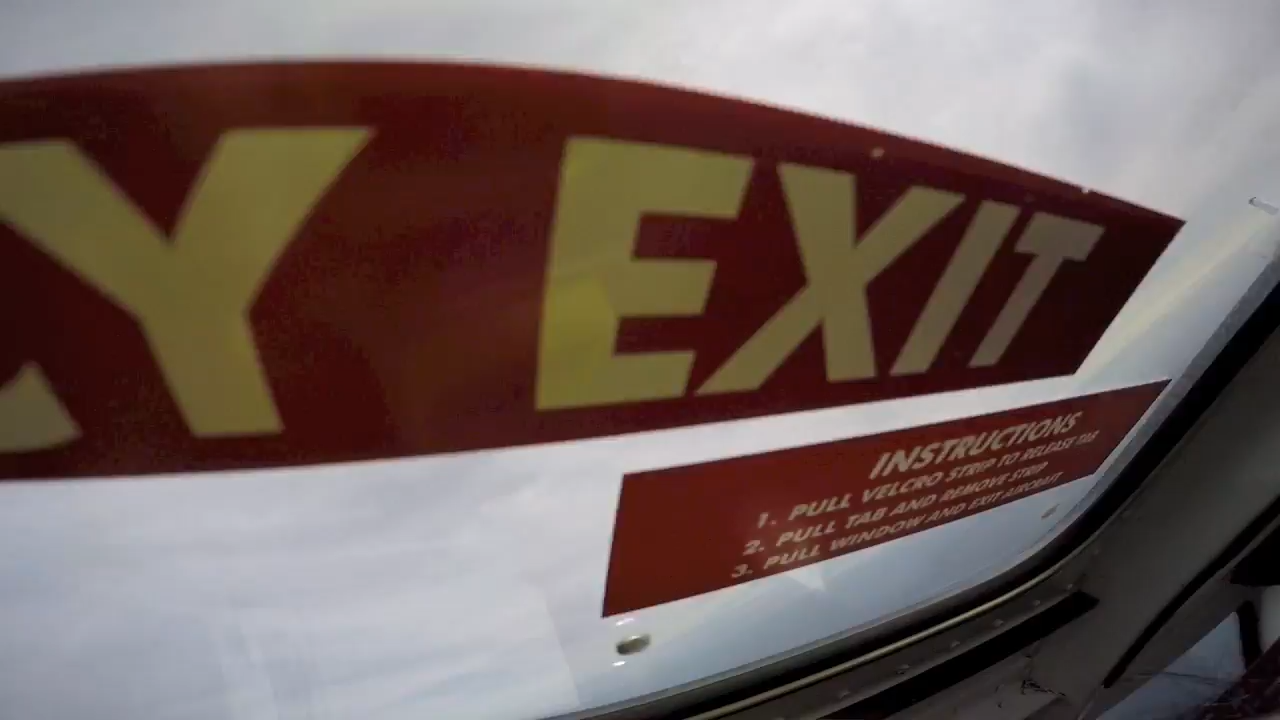 Y EXIT
INSTRUCTIONS
1. PULL VELCRO STRIP TO RELEASE TAB
2. PULL TAB AND REMOVE STRIP
3. PULL WINDOW AND EXIT AIRCRAFT